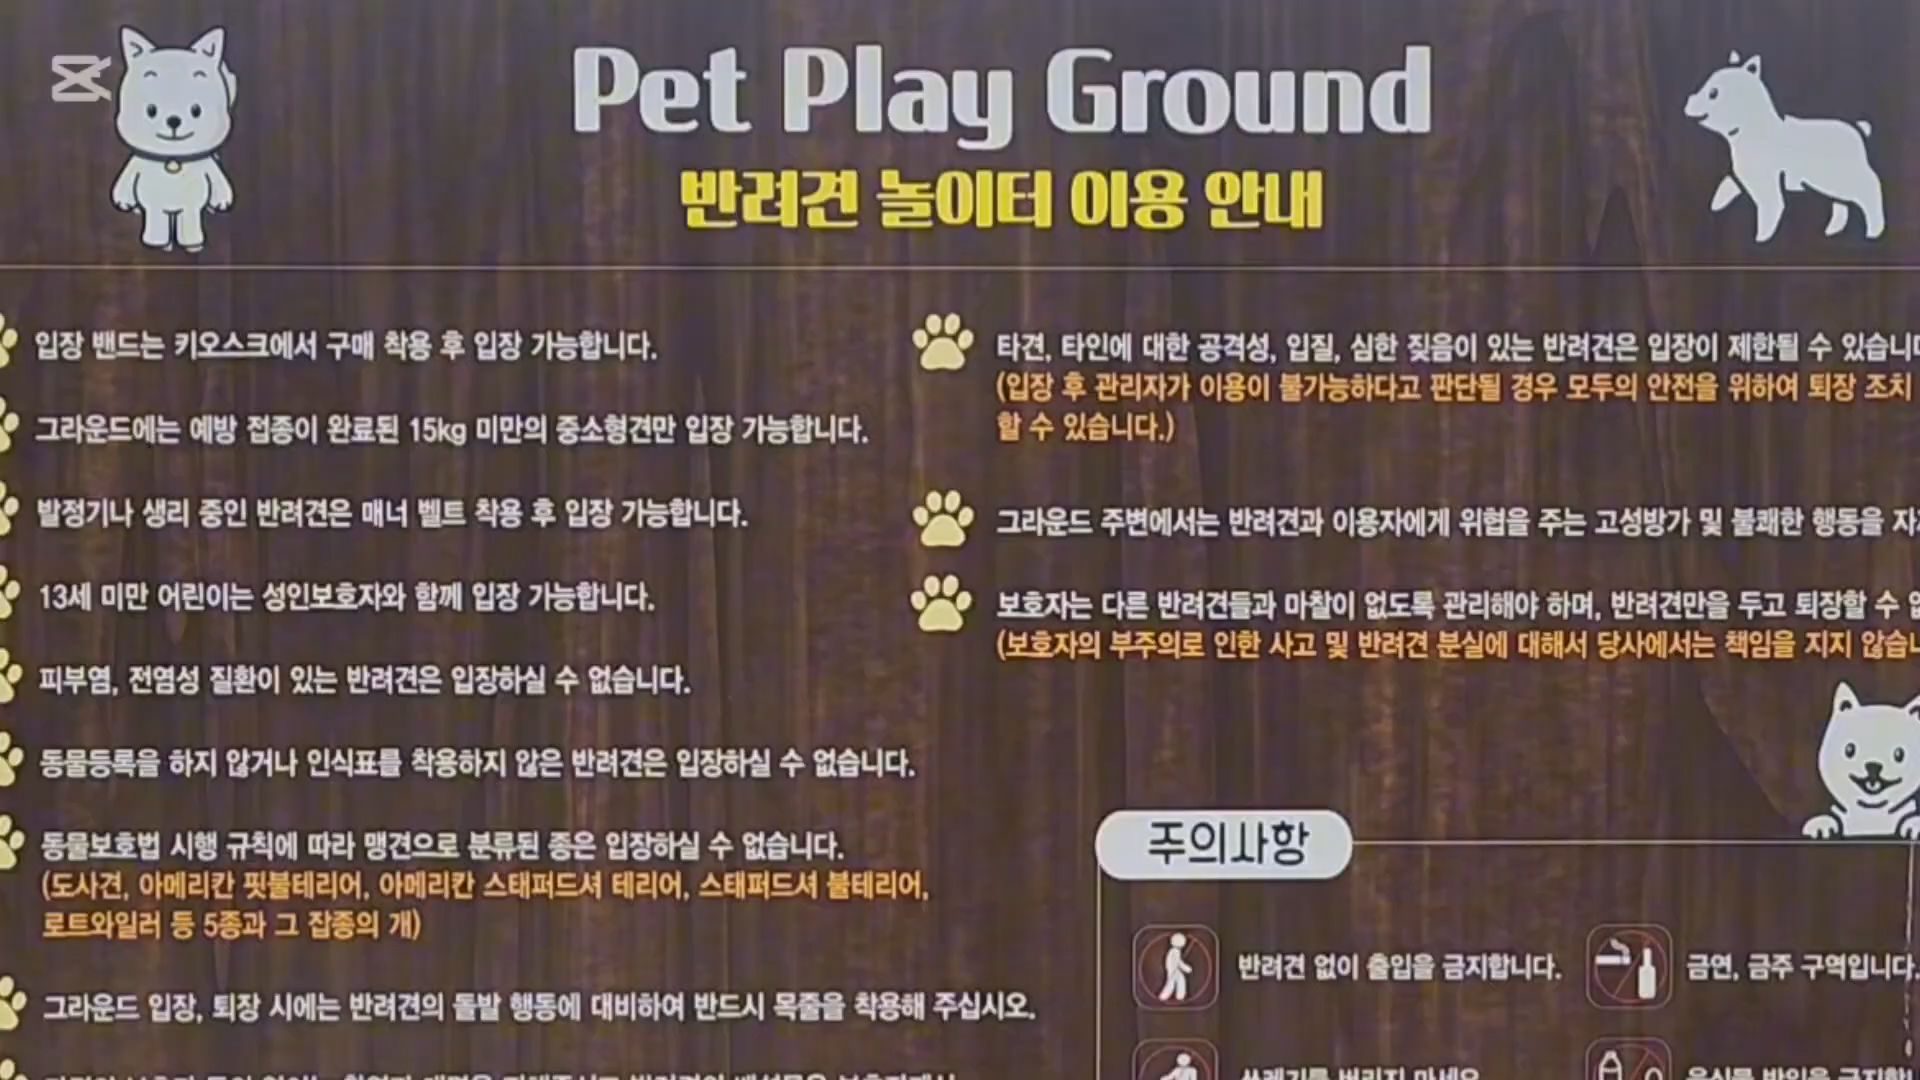 Pet Play Ground
반려견 놀이터 이용 안내
입장 밴드는 키오스크에서 구매 착용 후 입장 가능합니다.
그라운드에는 예방 접종이 완료된 15kg 미만의 중소형견만 입장 가능합니다.
발정기나 생리 중인 반려견은 매너 벨트 착용 후 입장 가능합니다.
13세 미만 어린이는 성인보호자와 함께 입장 가능합니다.
피부염, 전염성 질환이 있는 반려견은 입장하실 수 없습니다.
동물등록을 하지 않거나 인식표를 착용하지 않은 반려견은 입장하실 수 없습니다.
동물보호법 시행 규칙에 따라 맹견으로 분류된 종은 입장하실 수 없습니다.
(도사견, 아메리칸 핏불테리어, 아메리칸 스태퍼드셔 테리어, 스태퍼드셔 불테리어,
로트와일러 등 5종과 그 잡종의 개)
그라운드 입장, 퇴장 시에는 반려견의 돌발 행동에 대비하여 반드시 목줄을 착용해 주십시오.
타견, 타인에 대한 공격성, 입질, 심한 짖음이 있는 반려견은 입장이 제한될 수 있습니
(입장 후 관리자가 이용이 불가능하다고 판단될 경우 모두의 안전을 위하여 퇴장 조치
할 수 있습니다.)
그라운드 주변에서는 반려견과 이용자에게 위협을 주는 고성방가 및 불쾌한 행동을
보호자는 다른 반려견들과 마찰이 없도록 관리해야 하며, 반려견만을 두고 퇴장할 수
(보호자의 부주의로 인한 사고 및 반려견 분실에 대해서 당사에서는 책임을 지지 않습
주의사항
반려견 없이 출입을 금지합니다.
금연, 금주 구역입니다.